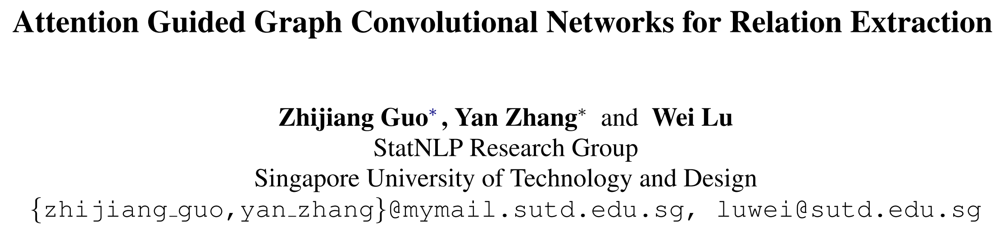 Attention Guided Graph Convolutional Networks for Relation Extraction
Zhijiang Guo*, Yan Zhang* and Wei Lu
StatNLP Research Group
Singapore University of Technology and Design
{zhijiang_guo,yan_zhang}@mymail.sutd.edu.sg, luwei@sutd.edu.sg